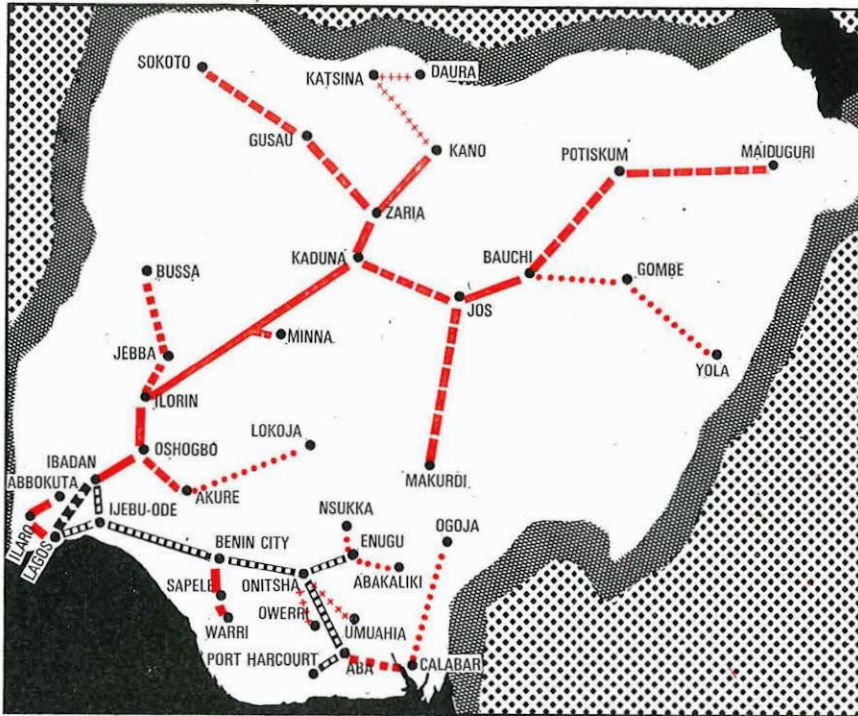 SOKOTO
KATSINA
DAURA
GUSAU
KANO
POTISKUM
MAIDUGURI
ZARIA
KADUNA
BAUCHI
GOMBE
BUSSA
JOS
MINNA
JEBBA
YOLA
ILORIN
LOKOJA
OSHOGBO
IBADAN
MAKURDI
ABBOKUTA
AKURE
IJEBU-ODE
NSUKKA
OGOJA
ILARO
LAGOS
ENUGU
BENIN CITY
ONITSHA
ABAKALIKI
SAPELE
OWERRI
WARRI
UMUAHIA
PORT HARCOURT
ABA
CALABAR